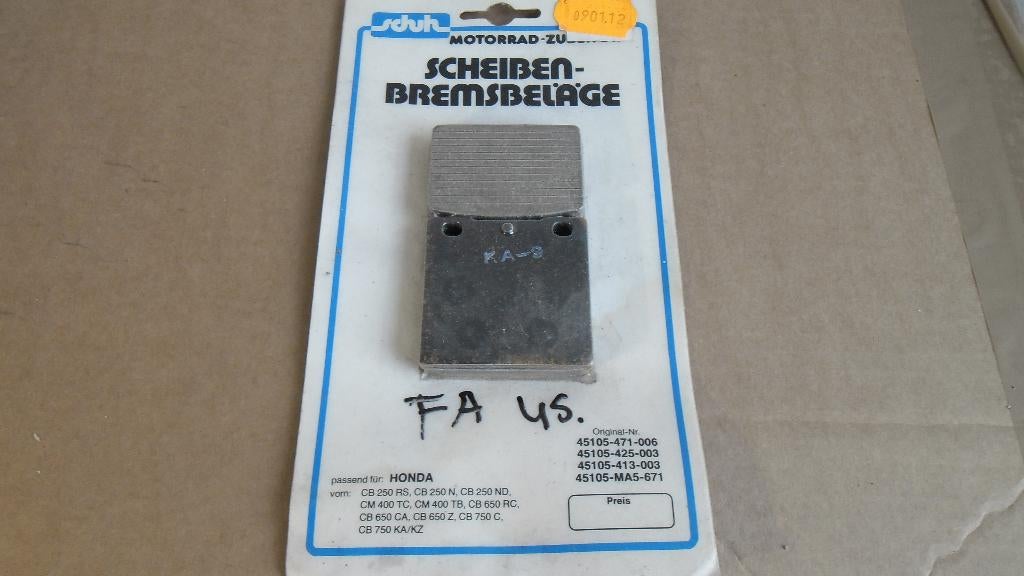 schuh
0901.12
MOTORRAD-
SCHEIBEN-
BREMSBELÄGE
KA-9
FA 45.
Original-Nr.
45105-471-006
45105-425-003
45105-413-003
45105-MA5-671
passend für: HONDA
vorn: CB 250 RS, CB 250 N, CB 250 ND,
CM 400 TC, CM 400 TB, CB 650 RC,
CB 650 CA, CB 650 Z, CB 750 C,
CB 750 KA/KZ
Preis